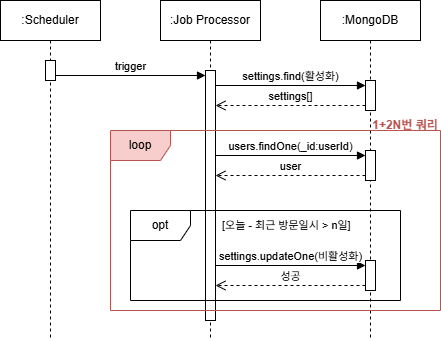 :Scheduler
:Job Processor
:MongoDB
trigger
settings.find(활성화)
settings[]
1+2N번 쿼리
loop
users.findOne(_id:userId)
user
opt
[오늘 - 최근 방문일시 > n일]
settings.updateOne(비활성화)
성공